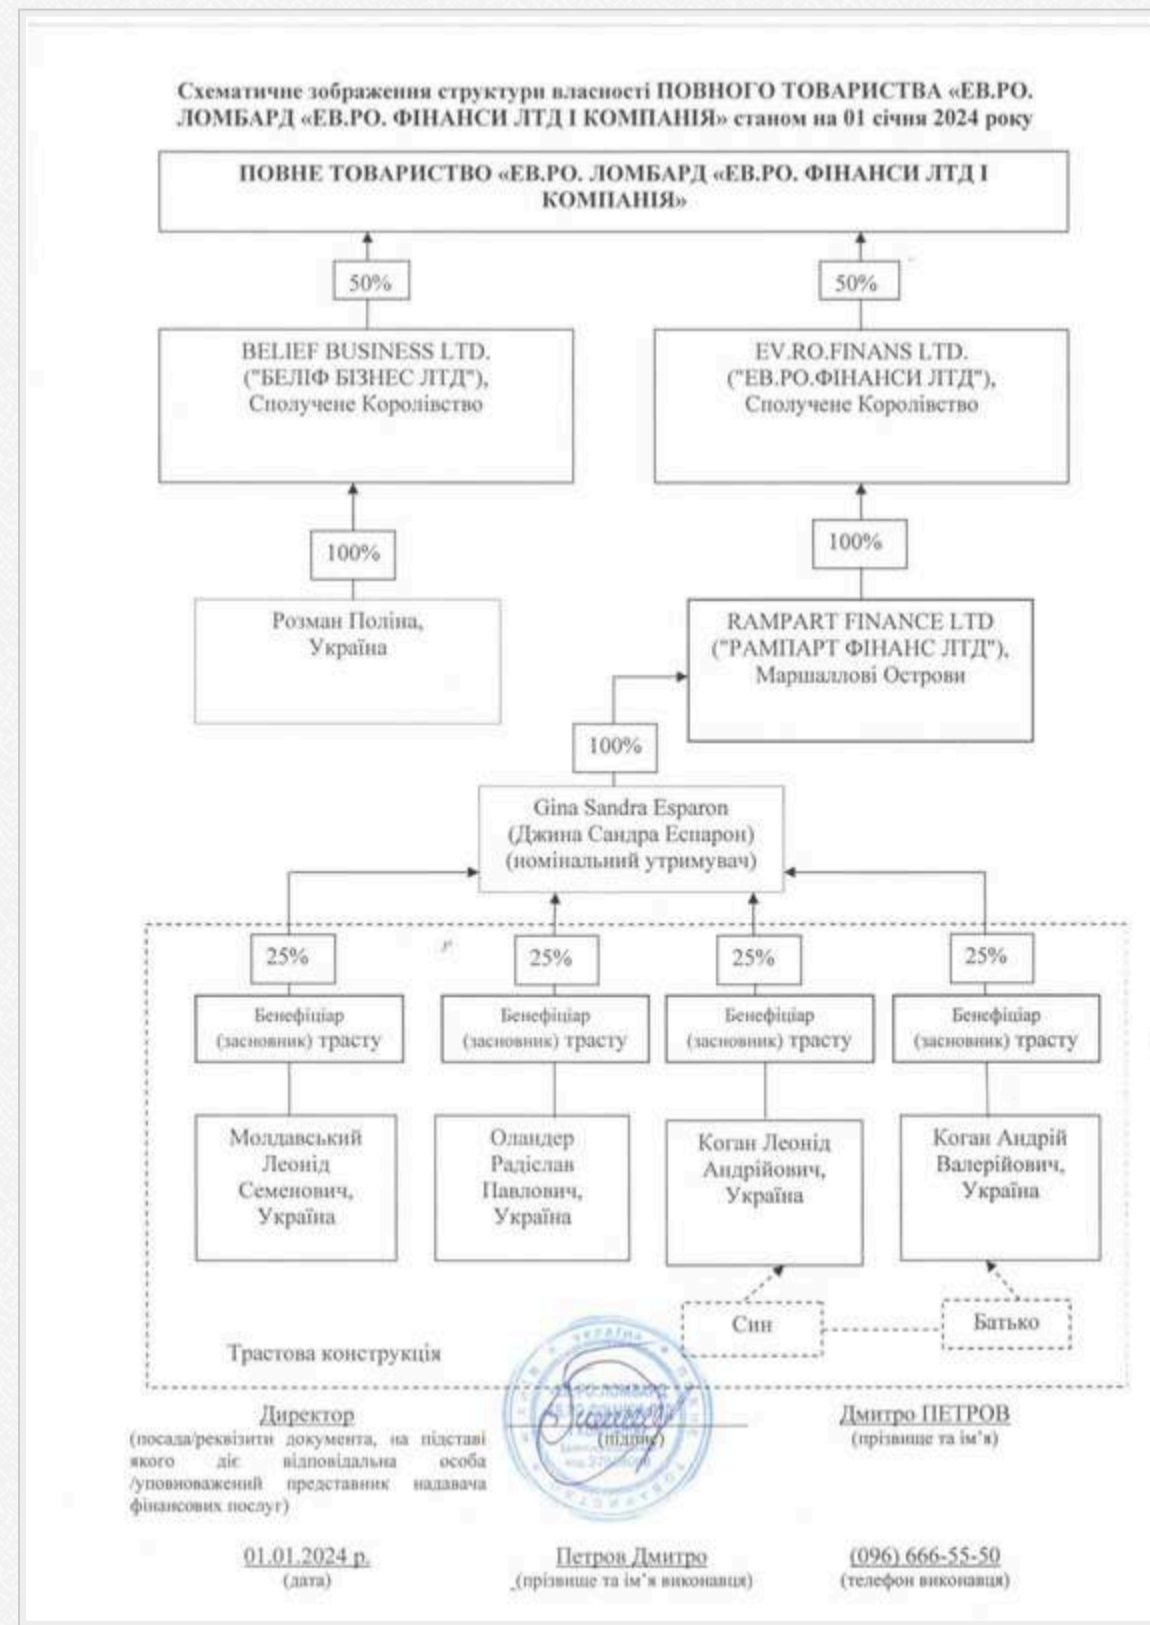 Схематичне зображення структури власності ПОВНОГО ТОВАРИСТВА «ЕВ.РО.
ЛОМБАРД «ЕВ.РО. ФІНАНСИ ЛТД І КОМПАНІЯ» станом на 01 січня 2024 року
ПОВНЕ ТОВАРИСТВО «ЕВ.РО. ЛОМБАРД «ЕВ.РО. ФІНАНСИ ЛТД І
КОМПАНІЯ»
50%
50%
BELIEF BUSINESS LTD.
("БЕЛІФ БІЗНЕС ЛТД"),
Сполучене Королівство
EV.RO.FINANS LTD.
("ЕВ.РО.ФІНАНСИ ЛТД"),
Сполучене Королівство
100%
100%
Розман Поліна,
Україна
RAMPART FINANCE LTD
("РАМПАРТ ФІНАНС ЛТД"),
Маршаллові Острови
100%
Gina Sandra Esparon
(Джина Сандра Еспарон)
(номінальний утримувач)
25%
25%
25%
25%
Бенефіціар
(засновник) трасту
Бенефіціар
(засновник) трасту
Бенефіціар
(засновник) трасту
Бенефіціар
(засновник) трасту
Молдавський
Леонід
Семенович,
Україна
Оландер
Радіслав
Павлович,
Україна
Коган Леонід
Андрійович,
Україна
Коган Андрій
Валерійович,
Україна
Син
Батько
Трастова конструкція
Директор
(посада/реквізити документа, на підставі
якого діє відповідальна особа
/уповноважений представник надавача
фінансових послуг)
(підпис)
Дмитро ПЕТРОВ
(прізвище та ім’я)
01.01.2024 р.
(дата)
Петров Дмитро
(прізвище та ім’я виконавця)
(096) 666-55-50
(телефон виконавця)